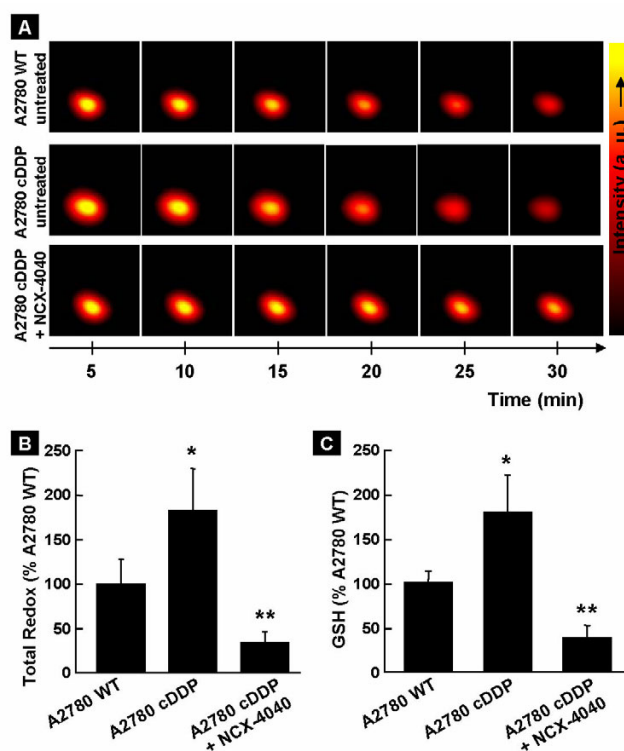 A
A2780 WT
untreated
A2780 cDDP
untreated
A2780 cDDP
+ NCX-4040
Intensity (a. u.)
5 10 15 20 25 30
Time (min)
B
Total Redox (% A2780 WT)
250
200
150
100
50
0
*
**
A2780 WT
A2780 cDDP
A2780 cDDP
+ NCX-4040
C
GSH (% A2780 WT)
250
200
150
100
50
0
*
**
A2780 WT
A2780 cDDP
A2780 cDDP
+ NCX-4040